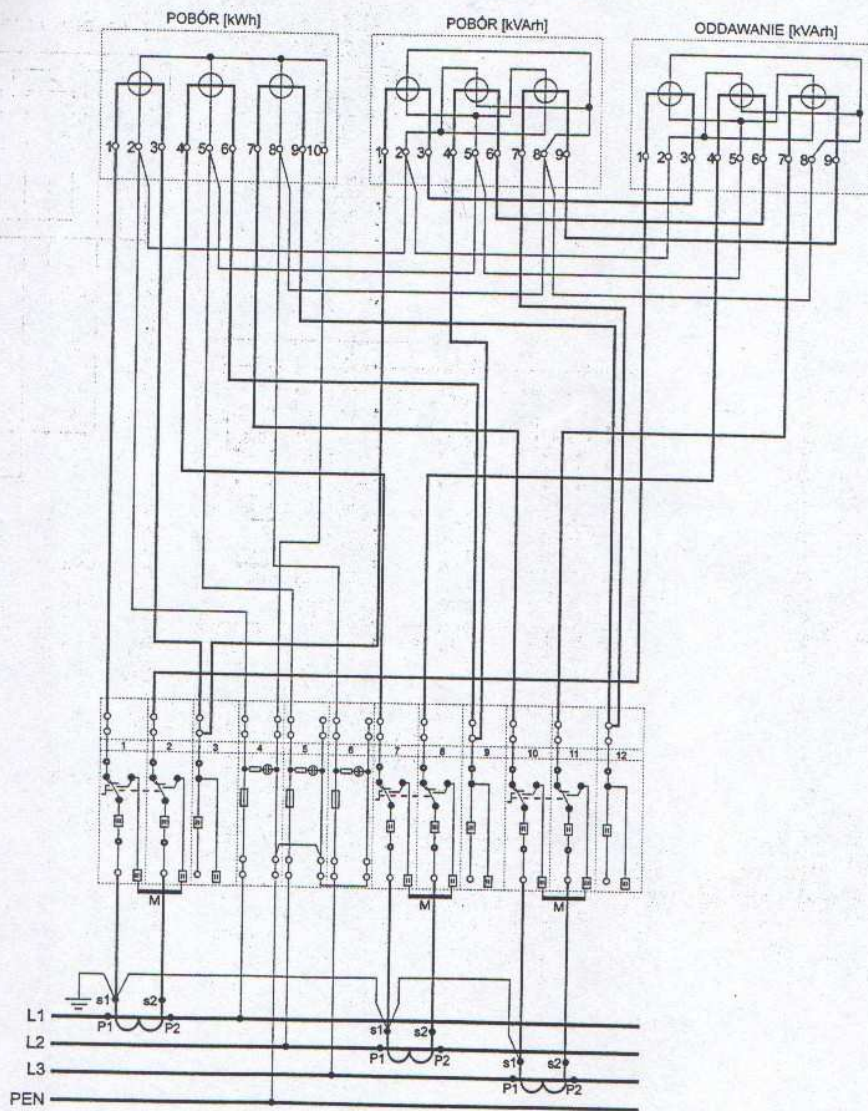 POBÓR [kWh] POBÓR [kVArh] ODDAWANIE [kVArh]
1 2 3 4 5 6 7 8 9 10 1 2 3 4 5 6 7 8 9 1 2 3 4 5 6 7 8 9
1 2 3 4 5 6 7 8 9 10 11 12
M M M
s1 s2
L1 P1 P2 s1 s2
L2 P1 P2 s1 s2
L3 P1 P2
PEN